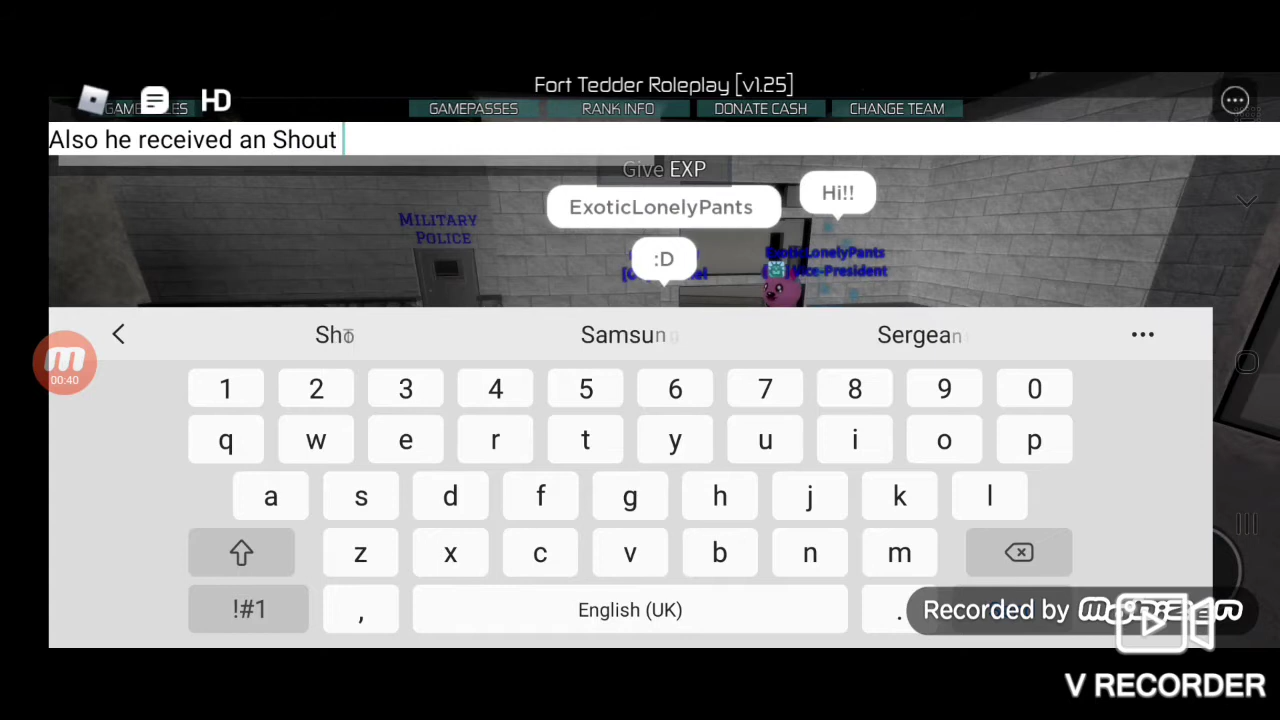 Fort Tedder Roleplay [v1.25]
HD
GAMEPASSES
RANK INFO
DONATE CASH
CHANGE TEAM
Also he received an Shout
Give EXP
Hi!!
ExoticLonelyPants
MILITARY
POLICE
:D
ExoticLonelyPants
Vice-President
Sho
Samsung
Sergean
1 2 3 4 5 6 7 8 9 0
q w e r t y u i o p
00:40
a s d f g h j k l
z x c v b n m
!#1 , English (UK) .
Recorded by
V RECORDER